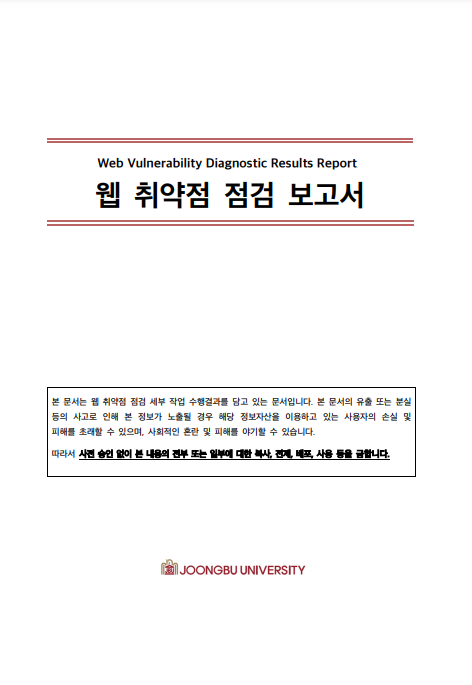 Web Vulnerability Diagnostic Results Report
웹 취약점 점검 보고서
본 문서는 웹 취약점 점검 세부 작업 수행결과를 담고 있는 문서입니다. 본 문서의 유출 또는 분실
등의 사고로 인해 본 정보가 노출될 경우 해당 정보자산을 이용하고 있는 사용자의 손실 및
피해를 초래할 수 있으며, 사회적인 혼란 및 피해를 야기할 수 있습니다.
따라서 사전 승인 없이 본 내용의 전부 또는 일부에 대한 복사, 전재, 배포, 사용 등을 금합니다.
JOONGBU UNIVERSITY